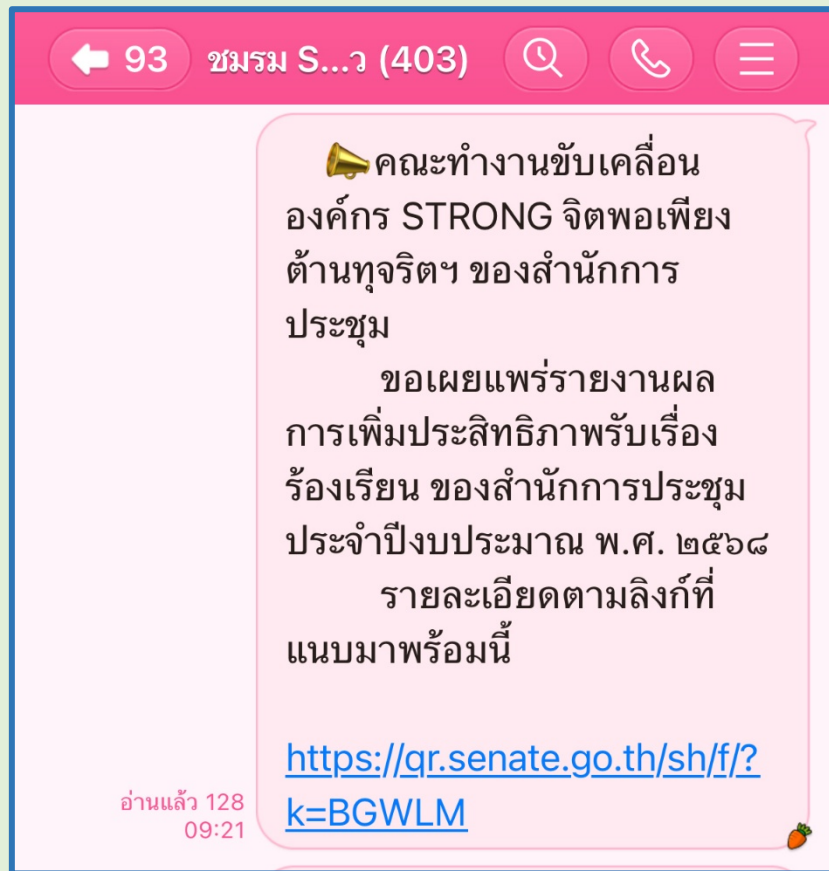 93 ชมรม S...ว (403)
📣คณะทำงานขับเคลื่อน
องค์กร STRONG จิตพอเพียง
ต้านทุจริตฯ ของสำนักการ
ประชุม
ขอเผยแพร่รายงานผล
การเพิ่มประสิทธิภาพรับเรื่อง
ร้องเรียน ของสำนักการประชุม
ประจำปีงบประมาณ พ.ศ. ๒๕๖๘
รายละเอียดตามลิงก์ที่
แนบมาพร้อมนี้
https://qr.senate.go.th/sh/f/?
k=BGWLM
อ่านแล้ว 128
09:21